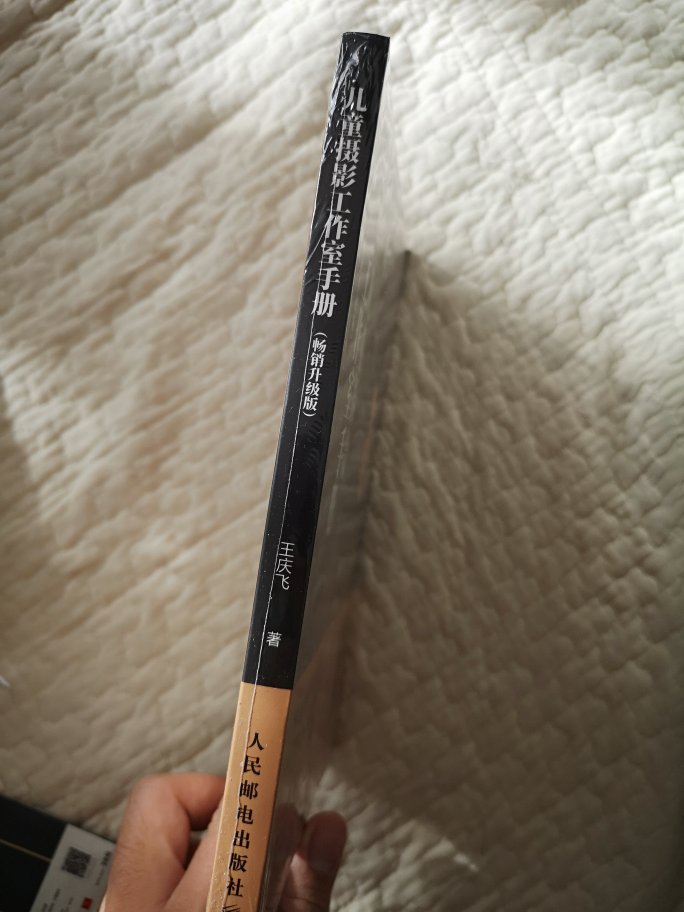 儿童摄影工作室手册
(畅销升级版)
王庆飞
著
人民邮电出版社